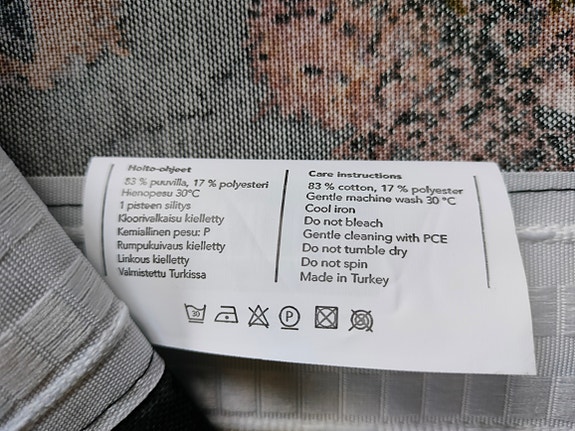 Hoito-ohjeet
83 % puuvilla, 17 % polyesteri
Hienopesu 30°C
1 pisteen silitys
Kloorivalkaisu kielletty
Kemiallinen pesu: P
Rumpukuivaus kielletty
Linkous kielletty
Valmistettu Turkissa
Care instructions
83 % cotton, 17 % polyester
Gentle machine wash 30 °C
Cool iron
Do not bleach
Gentle cleaning with PCE
Do not tumble dry
Do not spin
Made in Turkey
30
P